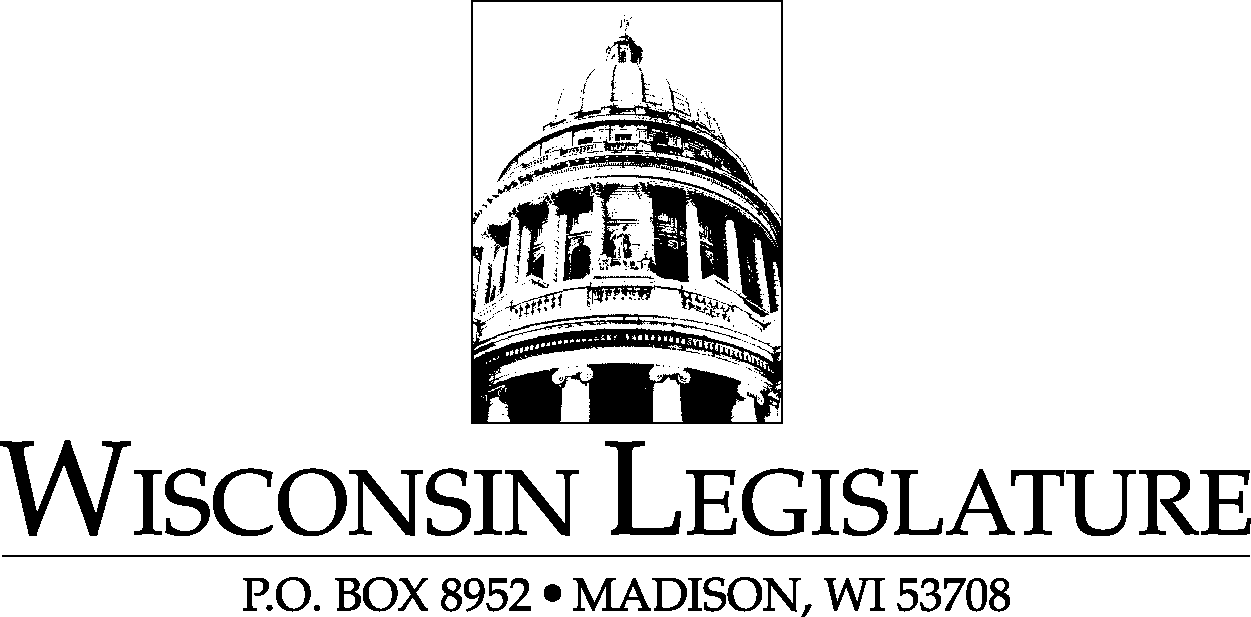 WISCONSIN LEGISLATURE
P.O. BOX 8952 • MADISON, WI 53708